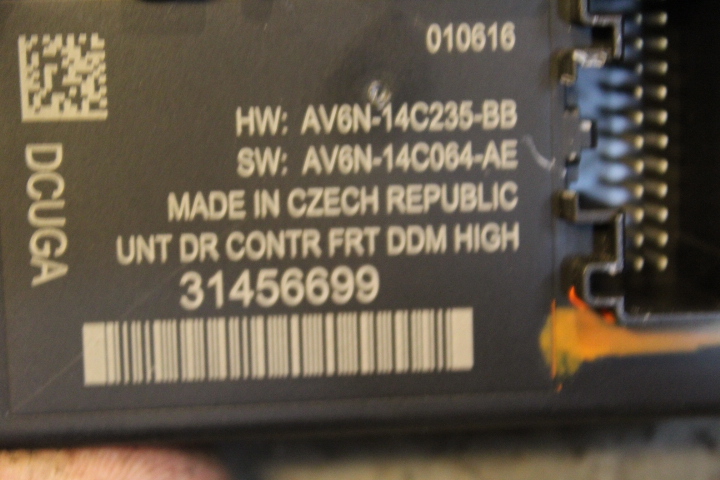 010616
HW: AV6N-14C235-BB
SW: AV6N-14C064-AE
MADE IN CZECH REPUBLIC
UNT DR CONTR FRT DDM HIGH
31456699
DCUGA